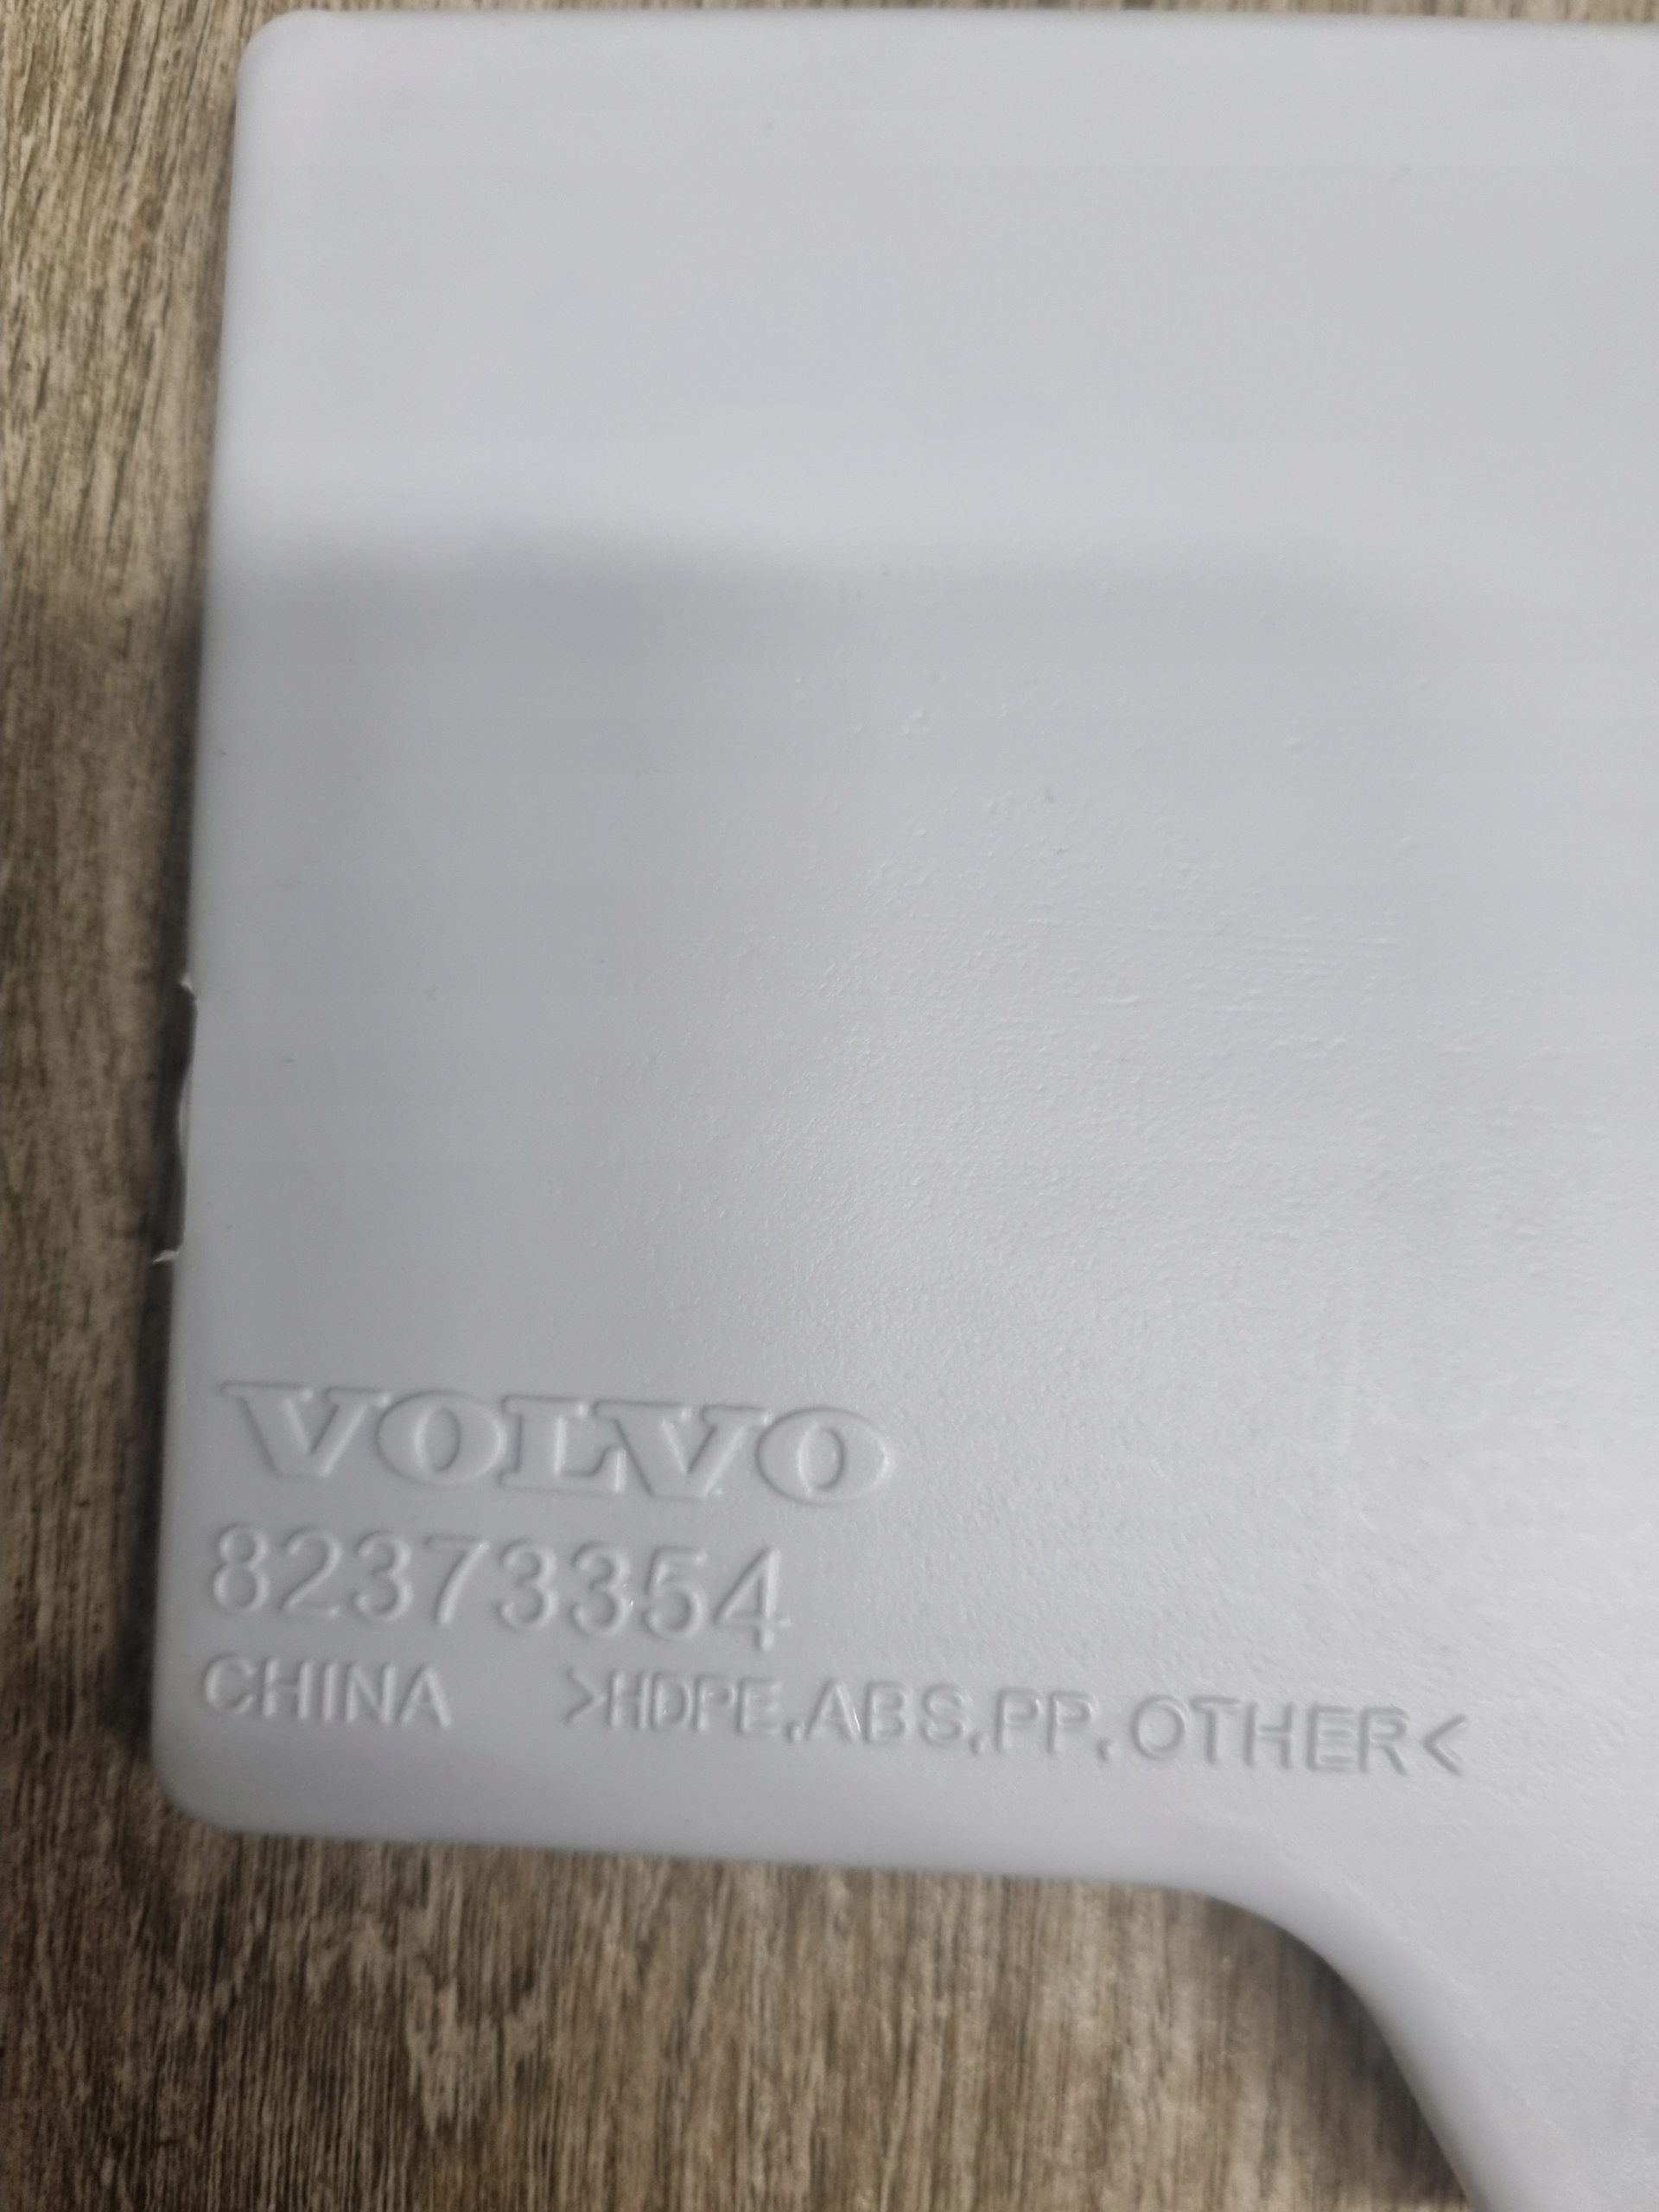 VOLVO
82373354
CHINA >HDPE,ABS,PP,OTHER<